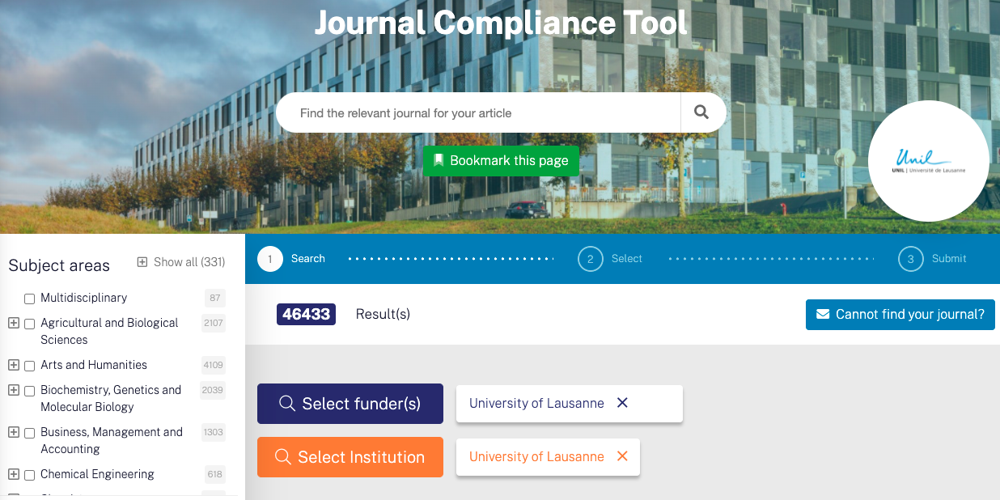 Journal Compliance Tool
Find the relevant journal for your article
Bookmark this page
Unil
UNIL | Université de Lausanne
Subject areas
Show all (331)
1 Search
2 Select
3 Submit
Multidisciplinary 87
Agricultural and Biological 2107
Sciences
Arts and Humanities 4109
Biochemistry, Genetics and 2039
Molecular Biology
Business, Management and 1303
Accounting
Chemical Engineering 618
46433 Result(s)
Cannot find your journal?
Select funder(s)
University of Lausanne
Select Institution
University of Lausanne